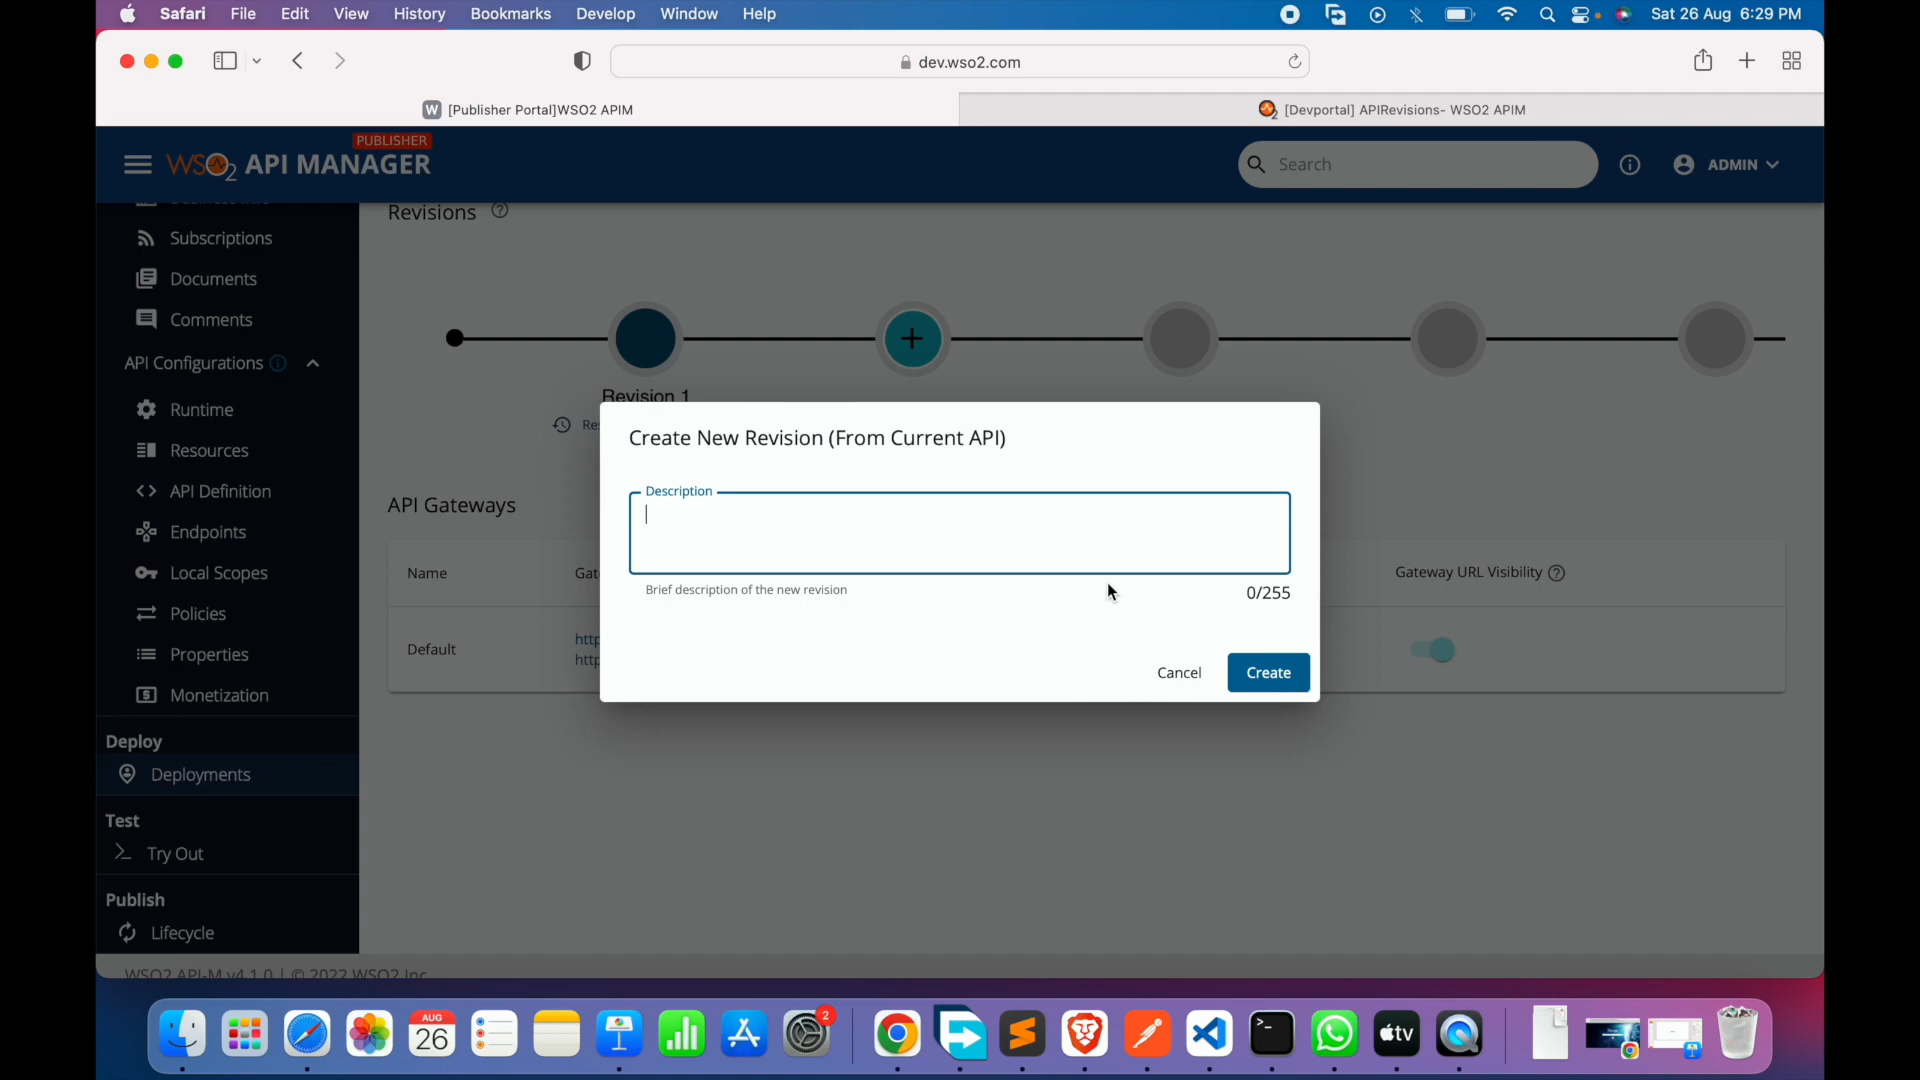 Safari File Edit View History Bookmarks Develop Window Help Sat 26 Aug 6:29 PM
dev.wso2.com
W [Publisher Portal]WSO2 APIM [Devportal] APIRevisions- WSO2 APIM
PUBLISHER
WSO2 API MANAGER Search ADMIN
Revisions
Subscriptions
Documents
Comments
API Configurations
Runtime
Resources
API Definition
Endpoints
Local Scopes
Policies
Properties
Monetization
Deploy
Deployments
Test
Try Out
Publish
Lifecycle
Revision 1
Res
API Gateways
Name Gat Gateway URL Visibility
Default http
http
Create New Revision (From Current API)
Description
Brief description of the new revision 0/255
Cancel Create
WSO2 API-M v4.1.0 | © 2022 WSO2 Inc
AUG
26
2
tv